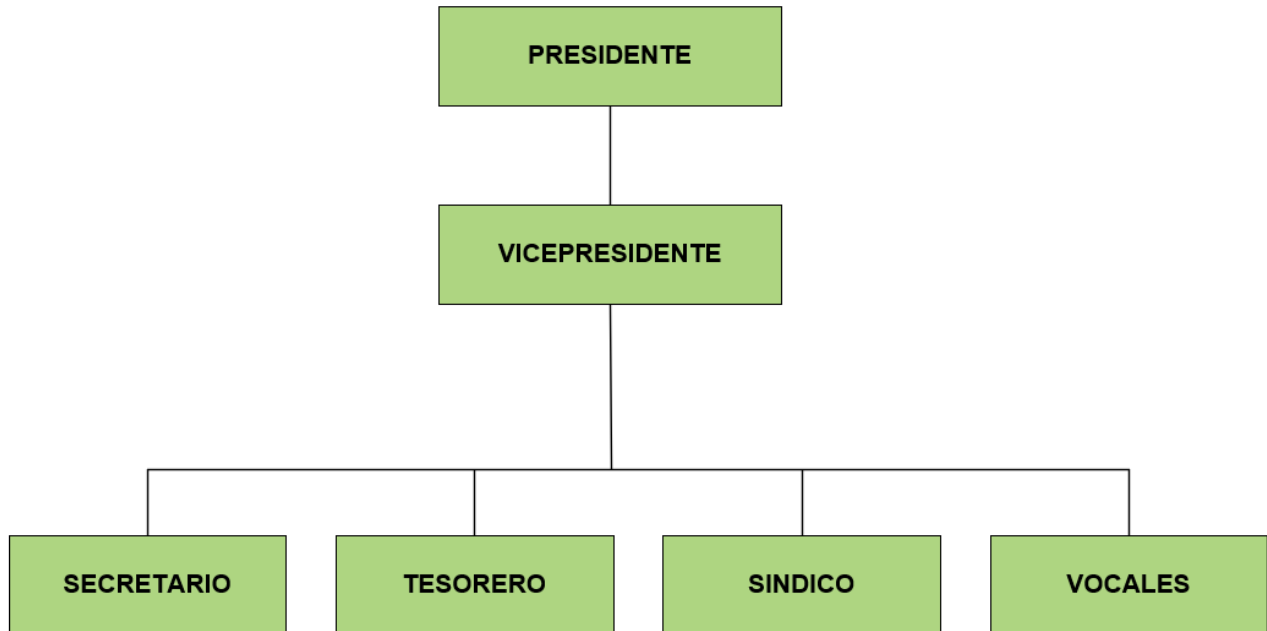 PRESIDENTE
VICEPRESIDENTE
SECRETARIO
TESORERO
SINDICO
VOCALES